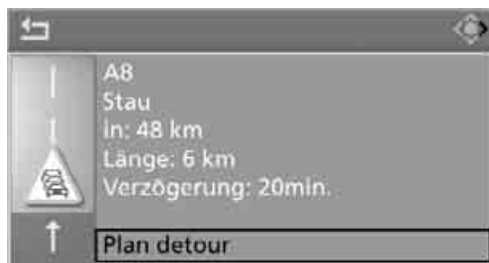 A8
Stau
in: 48 km
Länge: 6 km
Verzögerung: 20min.
Plan detour